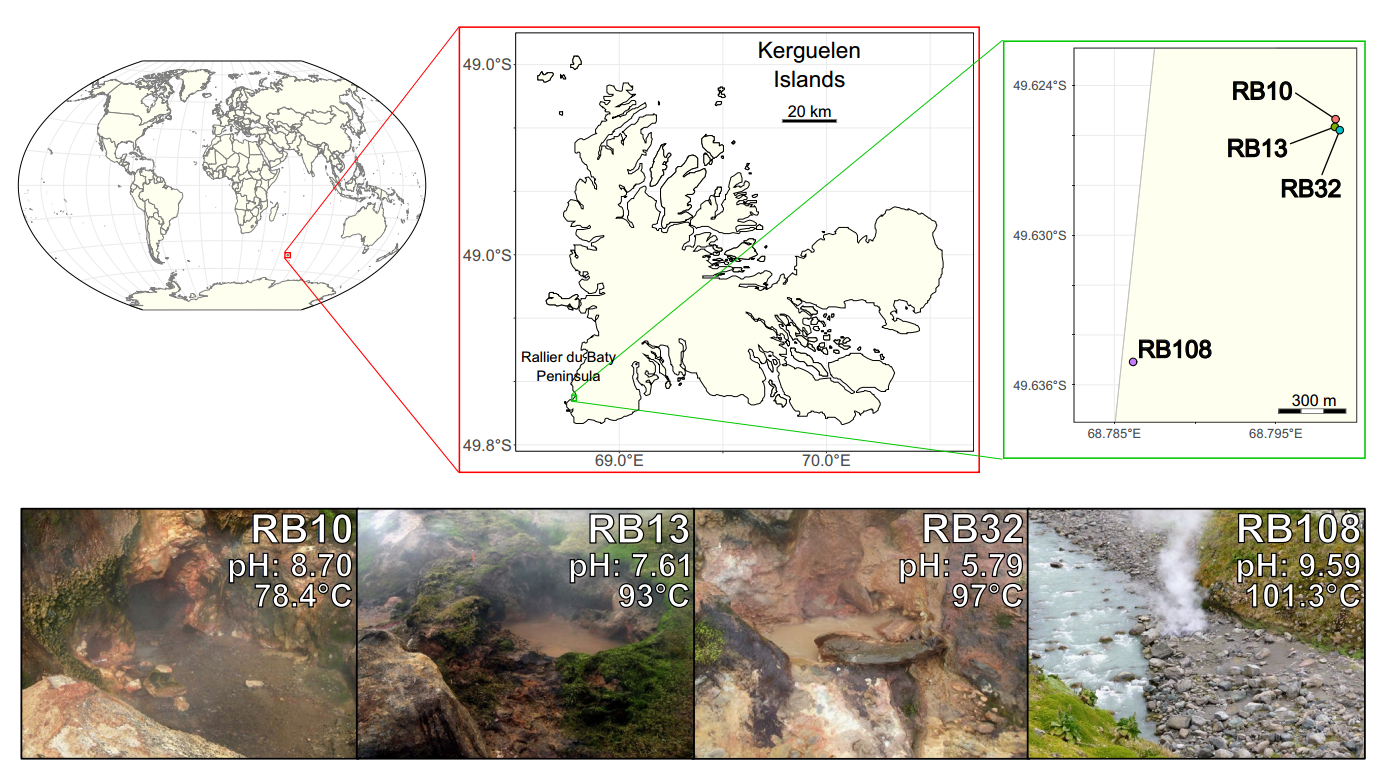 Kerguelen
Islands
20 km
49.0°S
49.0°S
49.8°S
69.0°E
70.0°E
Rallier du Baty
Peninsula
49.624°S
49.630°S
49.636°S
68.785°E
68.795°E
RB10
RB13
RB32
RB108
300 m
RB10
pH: 8.70
78.4°C
RB13
pH: 7.61
93°C
RB32
pH: 5.79
97°C
RB108
pH: 9.59
101.3°C